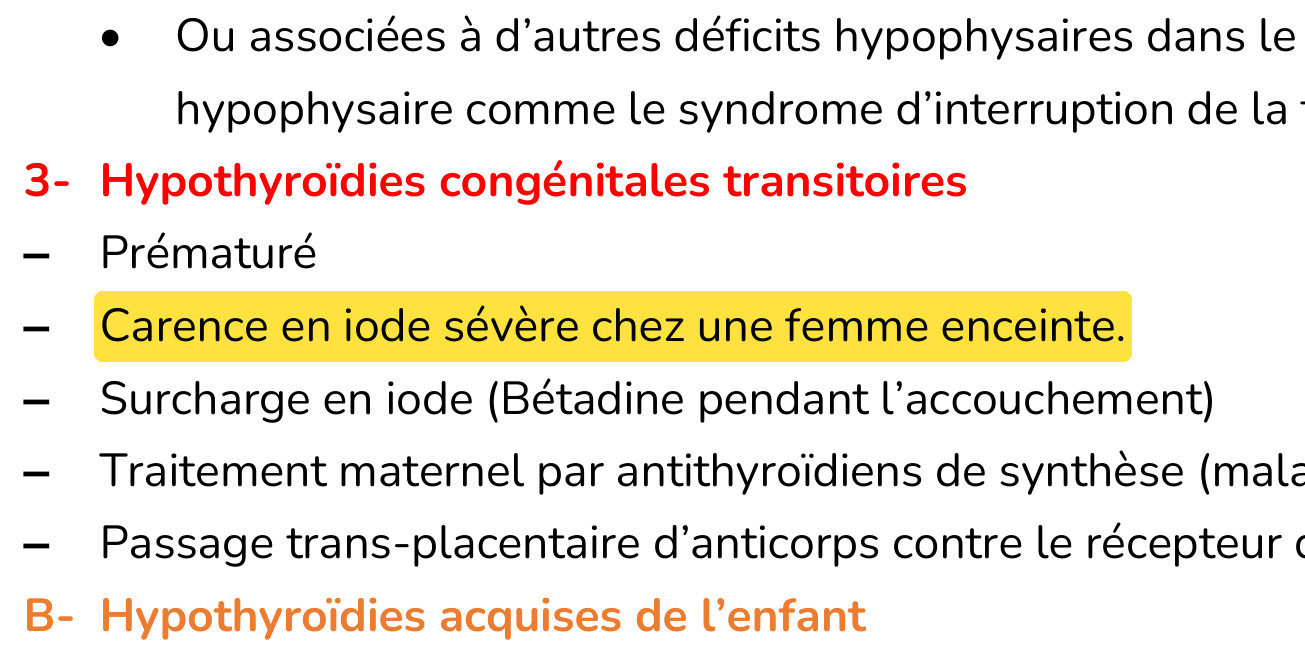 • Ou associées à d’autres déficits hypophysaires dans le
hypophysaire comme le syndrome d’interruption de la
3- Hypothyroïdies congénitales transitoires
– Prématuré
– Carence en iode sévère chez une femme enceinte.
– Surcharge en iode (Bétadine pendant l’accouchement)
– Traitement maternel par antithyroïdiens de synthèse
– Passage trans-placentaire d’anticorps contre le récepteur
B- Hypothyroïdies acquises de l’enfant